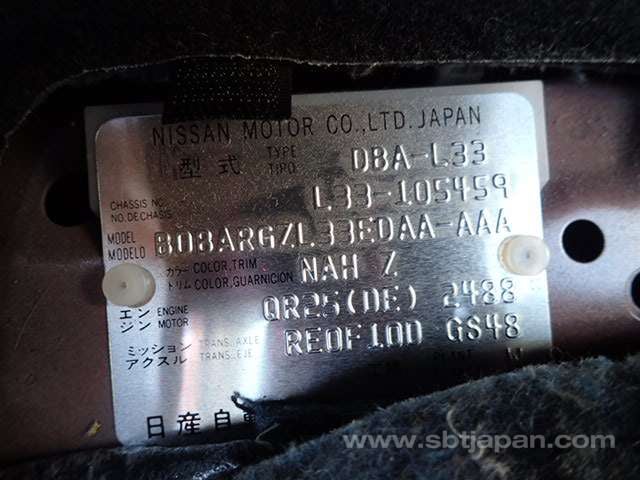 NISSAN MOTOR CO.,LTD.JAPAN
型式 TYPE TIPO DBA-L33
CHASSIS NO. NO.DE CHASIS L33-105459
MODEL MODELO BDBARGZL33EDAA-AAA
カラー COLOR,TRIM トリム COLOR,GUARNICION NAH Z
エンジン ENGINE MOTOR QR25(DE) 2488
ミッション アクスル TRANS.,AXLE TRANS.,EJE RE0F10D GS48
PLANT
日産自
www.sbtjapan.com